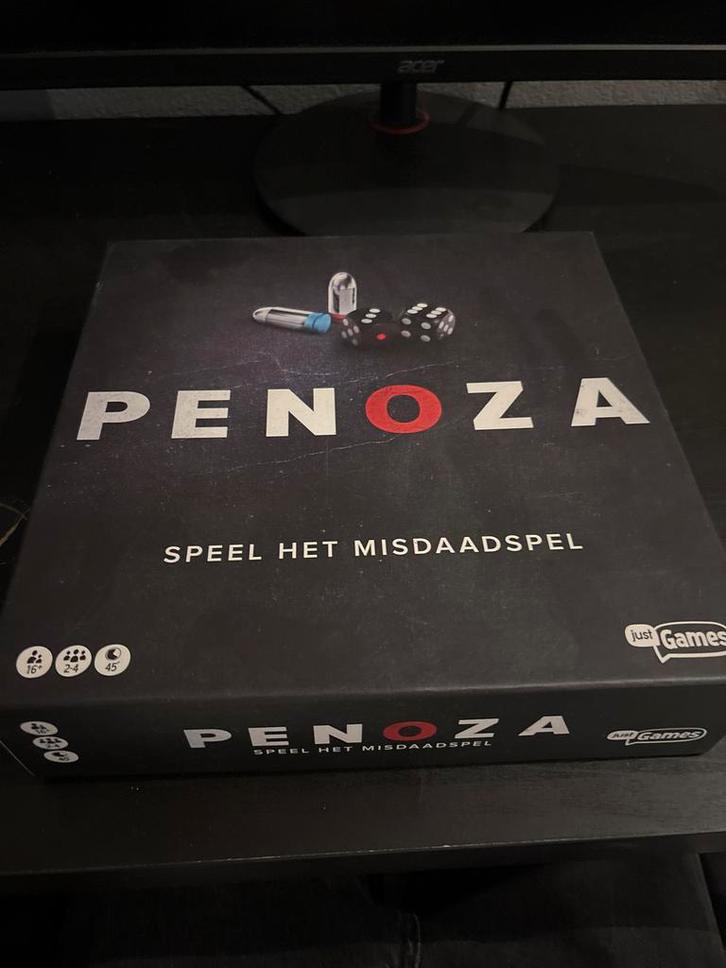 acer
PENOZA
SPEEL HET MISDAADSPEL
16+ 2-4 45'
just Games
PENOZA
SPEEL HET MISDAADSPEL
just Games